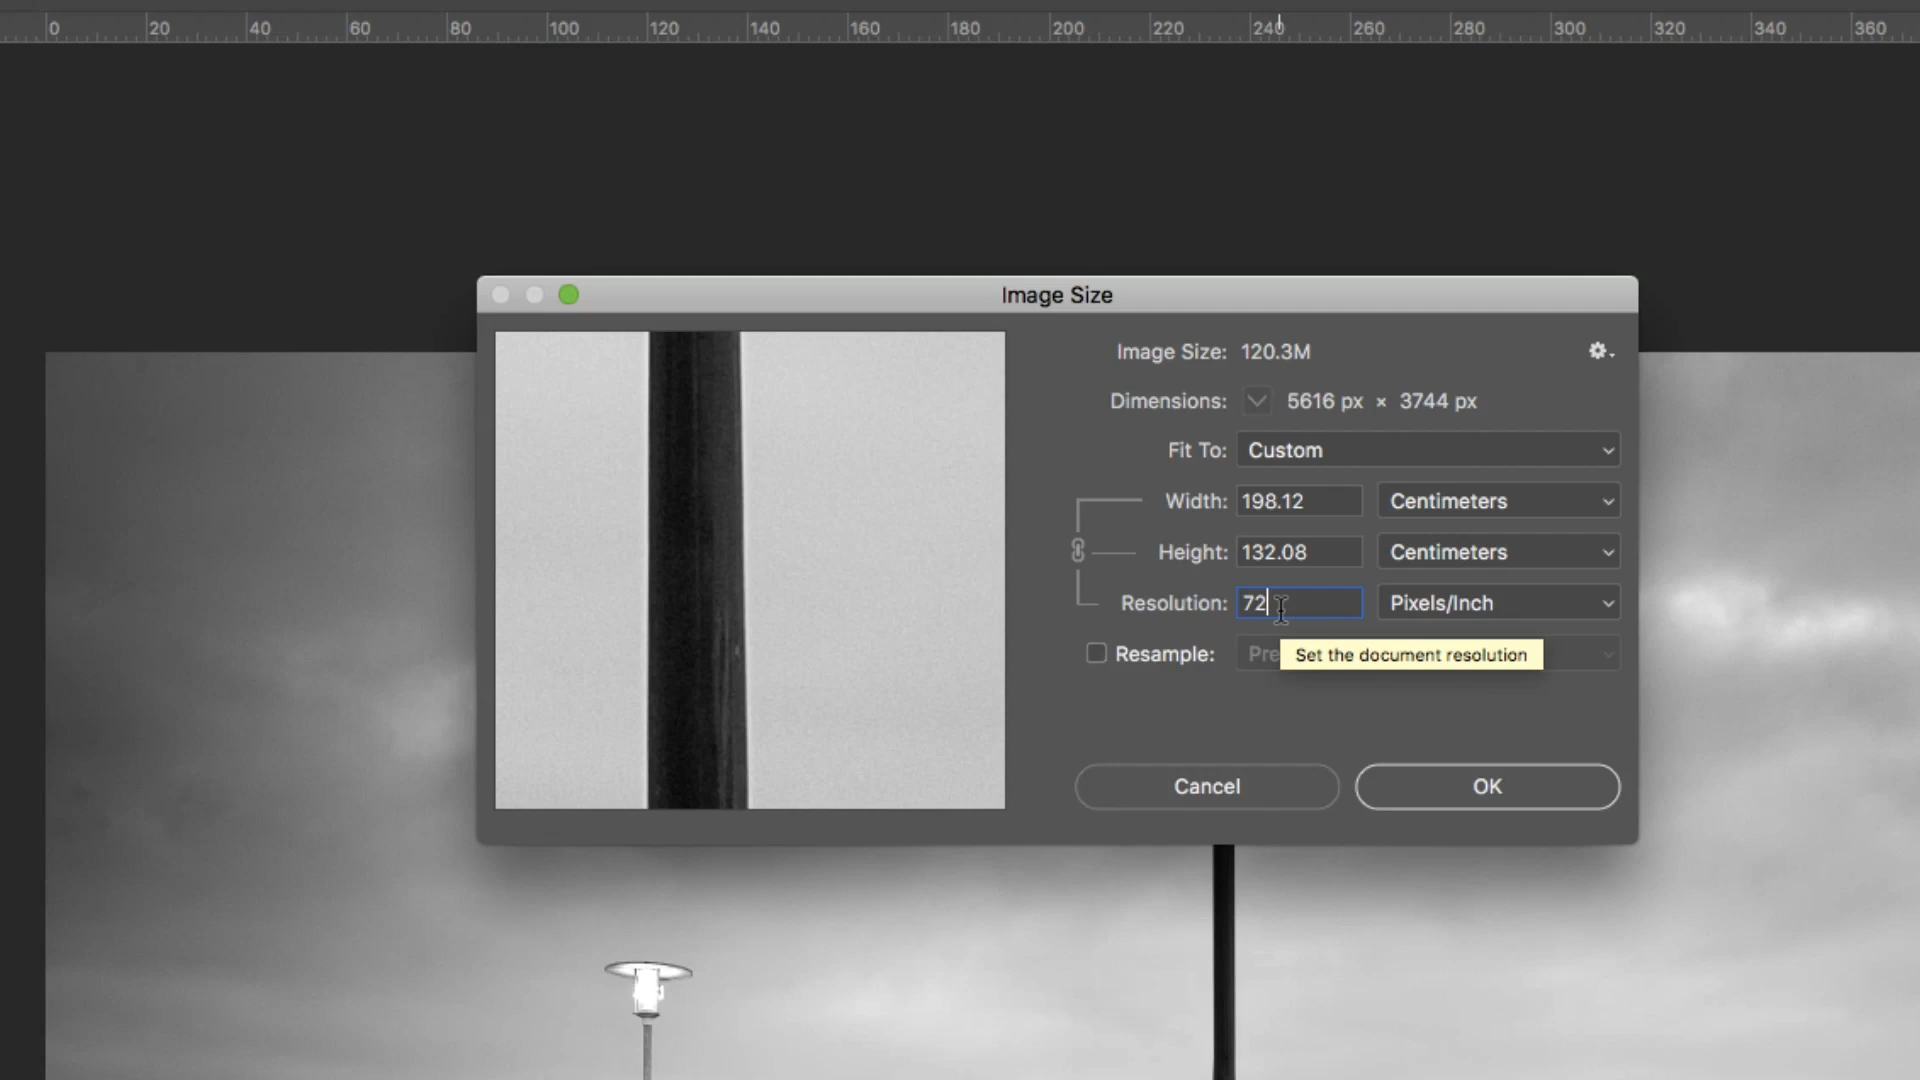 0 20 40 60 80 100 120 140 160 180 200 220 240 260 280 300 320 340 360
Image Size
Image Size: 120.3M
Dimensions: 5616 px × 3744 px
Fit To: Custom
Width: 198.12 Centimeters
Height: 132.08 Centimeters
Resolution: 72 Pixels/Inch
Resample: Pre
Set the document resolution
Cancel OK